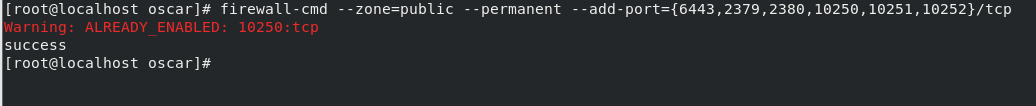 [root@localhost oscar]# firewall-cmd --zone=public --permanent --add-port={6443,2379,2380,10250,10251,10252}/tcp
Warning: ALREADY_ENABLED: 10250:tcp
success
[root@localhost oscar]#